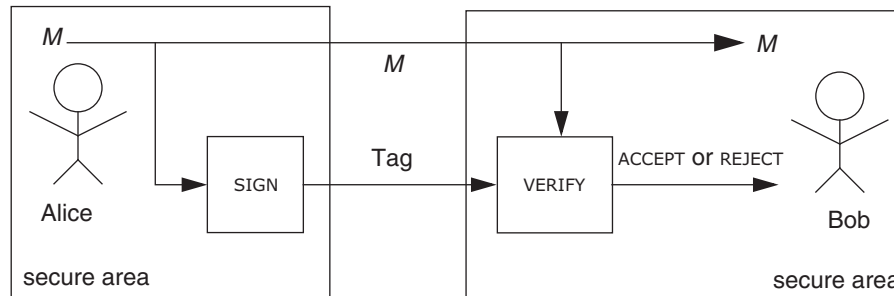 M
M
M
Tag
ACCEPT or REJECT
SIGN
VERIFY
Alice
Bob
secure area
secure area